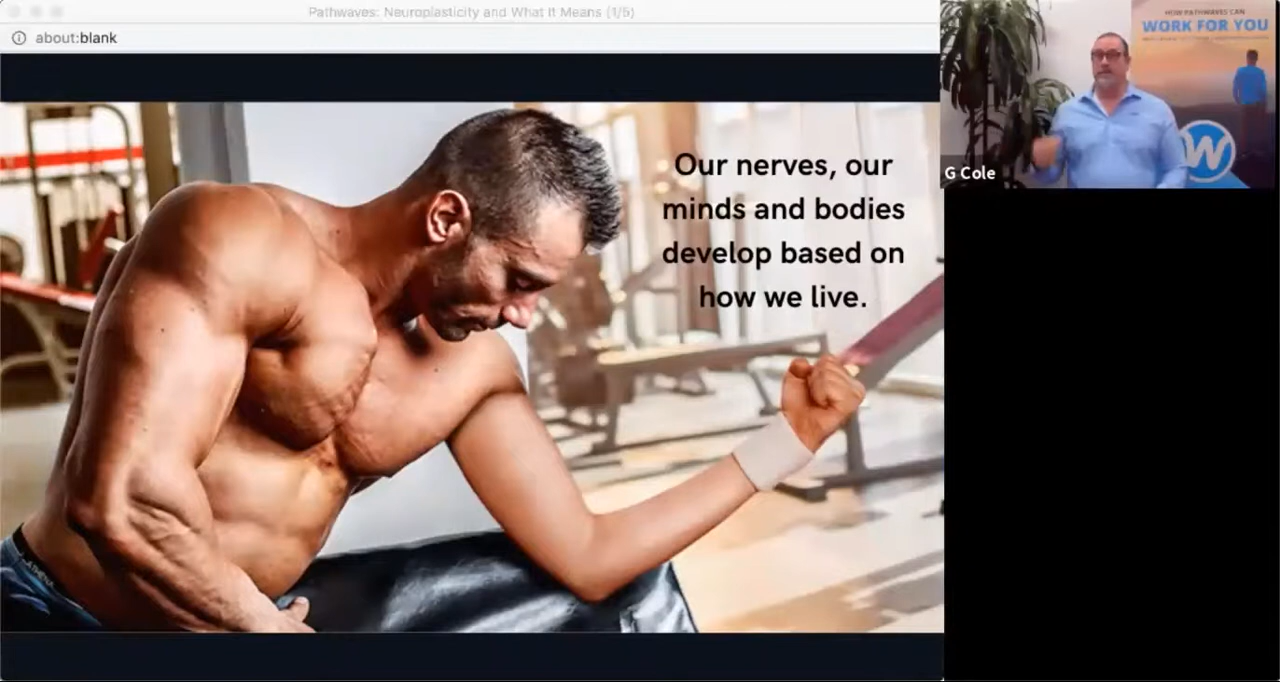 Pathwaves: Neuroplasticity and What It Means (1/5)
about:blank
Our nerves, our
minds and bodies
develop based on
how we live.
G Cole
HOW PATHWAVES CAN
WORK FOR YOU
W
ATHENA